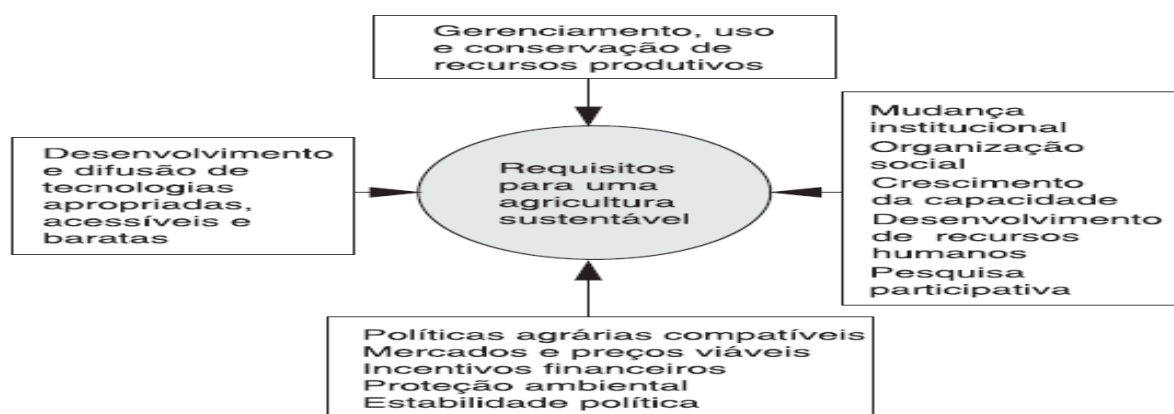 Gerenciamento, uso
e conservação de
recursos produtivos
Desenvolvimento
e difusão de
tecnologias
apropriadas,
acessíveis e
baratas
Requisitos
para uma
agricultura
sustentável
Mudança
institucional
Organização
social
Crescimento
da capacidade
Desenvolvimento
de recursos
humanos
Pesquisa
participativa
Políticas agrárias compatíveis
Mercados e preços viáveis
Incentivos financeiros
Proteção ambiental
Estabilidade política